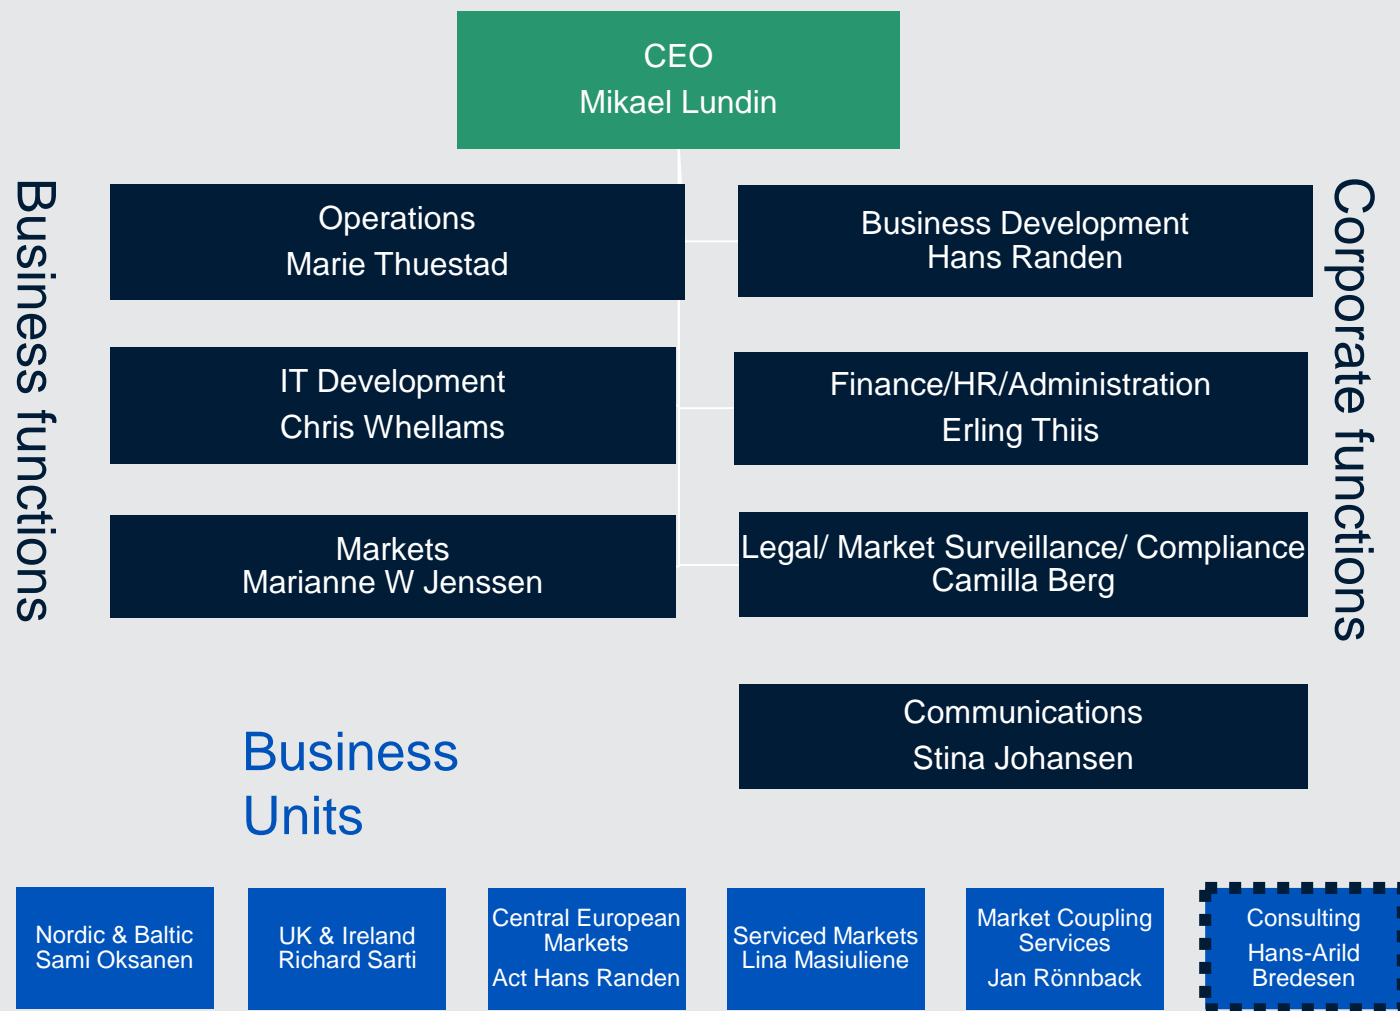 CEO
Mikael Lundin
Business functions
Operations
Marie Thuestad
IT Development
Chris Whellams
Markets
Marianne W Jenssen
Corporate functions
Business Development
Hans Randen
Finance/HR/Administration
Erling Thiis
Legal/ Market Surveillance/ Compliance
Camilla Berg
Communications
Stina Johansen
Business
Units
Nordic & Baltic
Sami Oksanen
UK & Ireland
Richard Sarti
Central European
Markets
Act Hans Randen
Serviced Markets
Lina Masiuliene
Market Coupling
Services
Jan Rönnback
Consulting
Hans-Arild
Bredesen